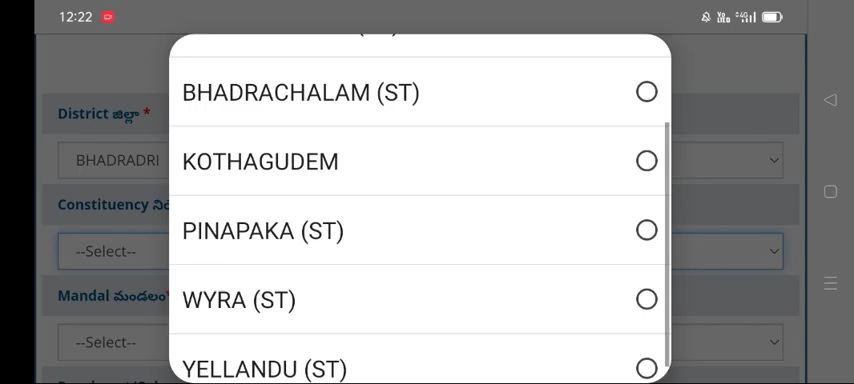 12:22
BHADRACHALAM (ST)
District జిల్లా *
BHADRADRI
KOTHAGUDEM
Constituency
PINAPAKA (ST)
--Select--
WYRA (ST)
Mandal మండలం*
--Select--
YELLANDU (ST)